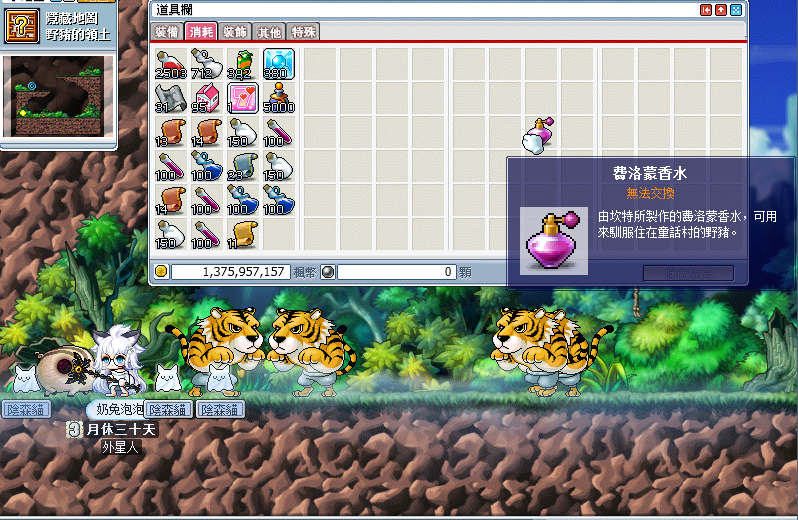 隱藏地圖
野豬的領土
道具欄
裝備 消耗 裝飾 其他 特殊
2503 712 392 880
31 951 1 5000
13 14 150 100
100 100 23 150
14 100 100 100
150 100 11
1,375,957,157 楓幣 0 顆
費洛蒙香水
無法交換
由坎特所製作的費洛蒙香水，可用
來馴服住在童話村的野豬。
陰森貓 奶兔泡泡 陰森貓 陰森貓
3 月休三十天
外星人